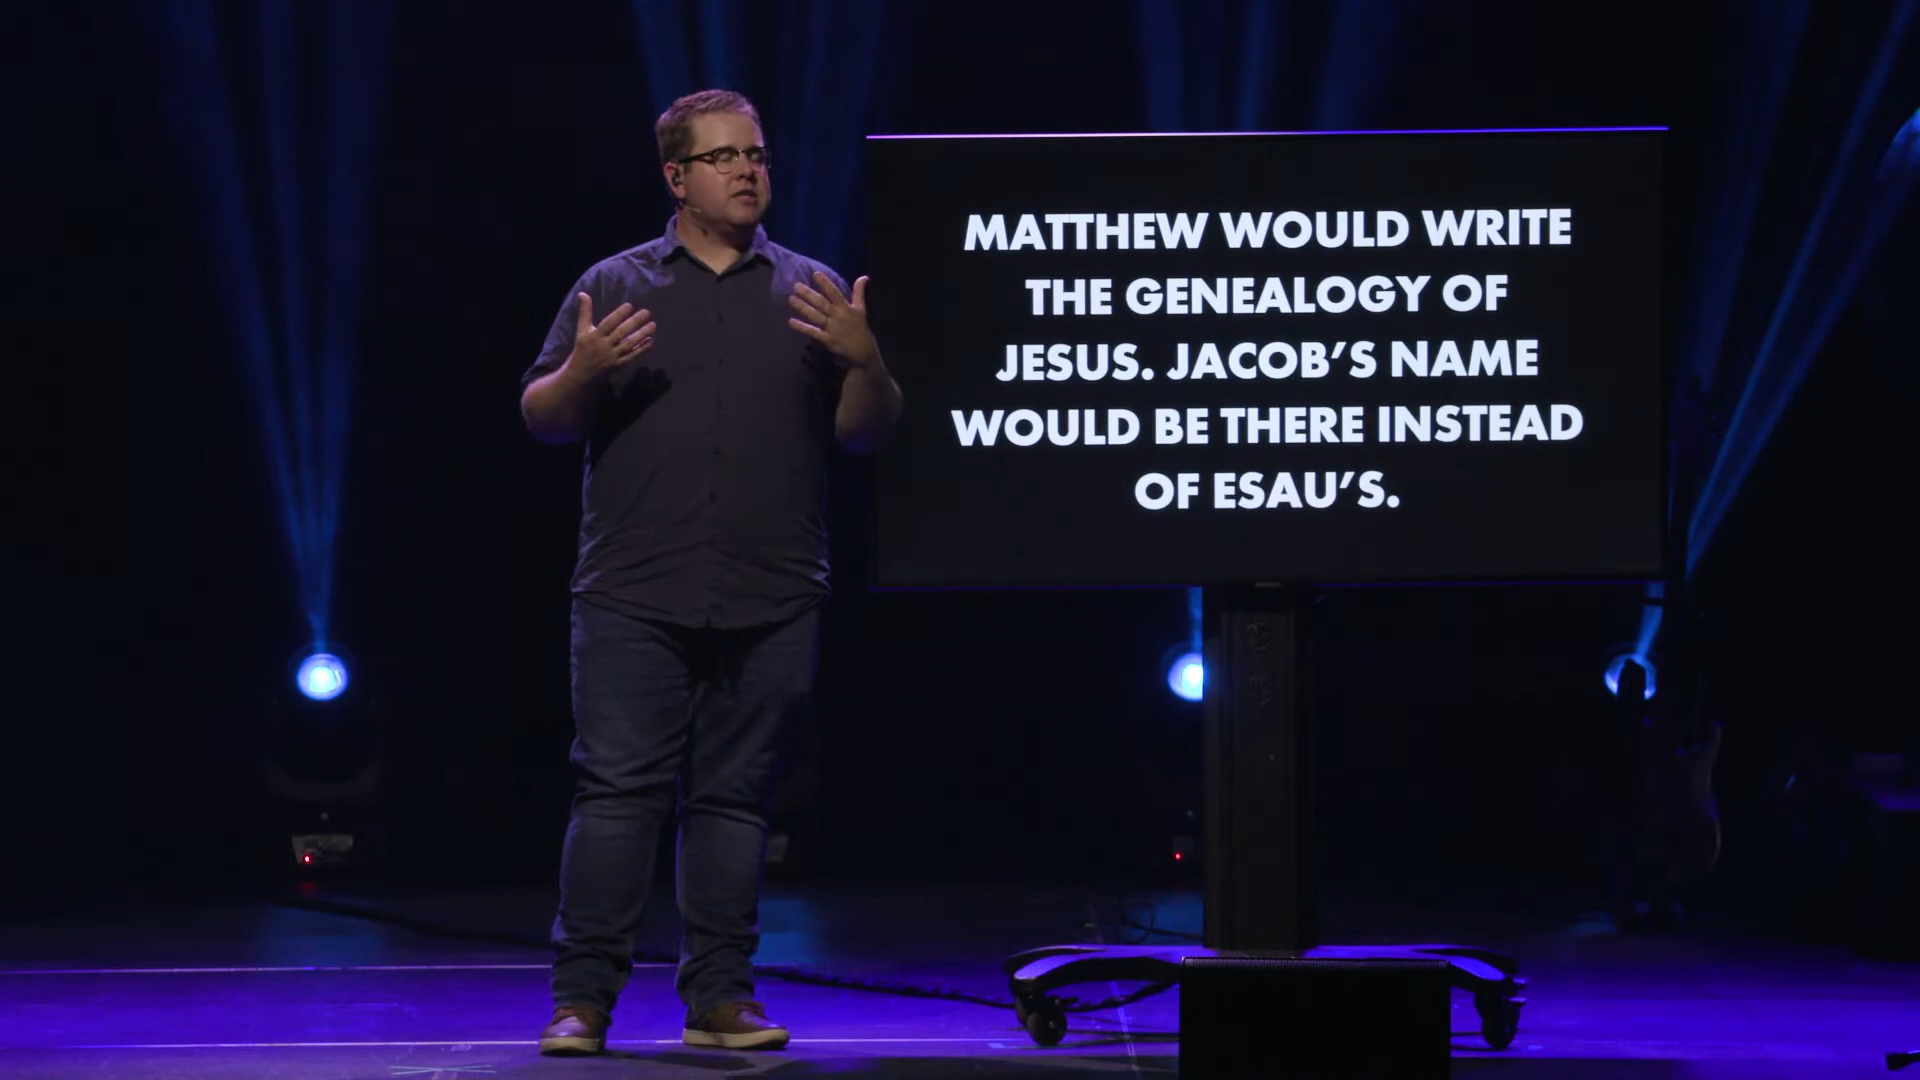 MATTHEW WOULD WRITE
THE GENEALOGY OF
JESUS. JACOB’S NAME
WOULD BE THERE INSTEAD
OF ESAU’S.